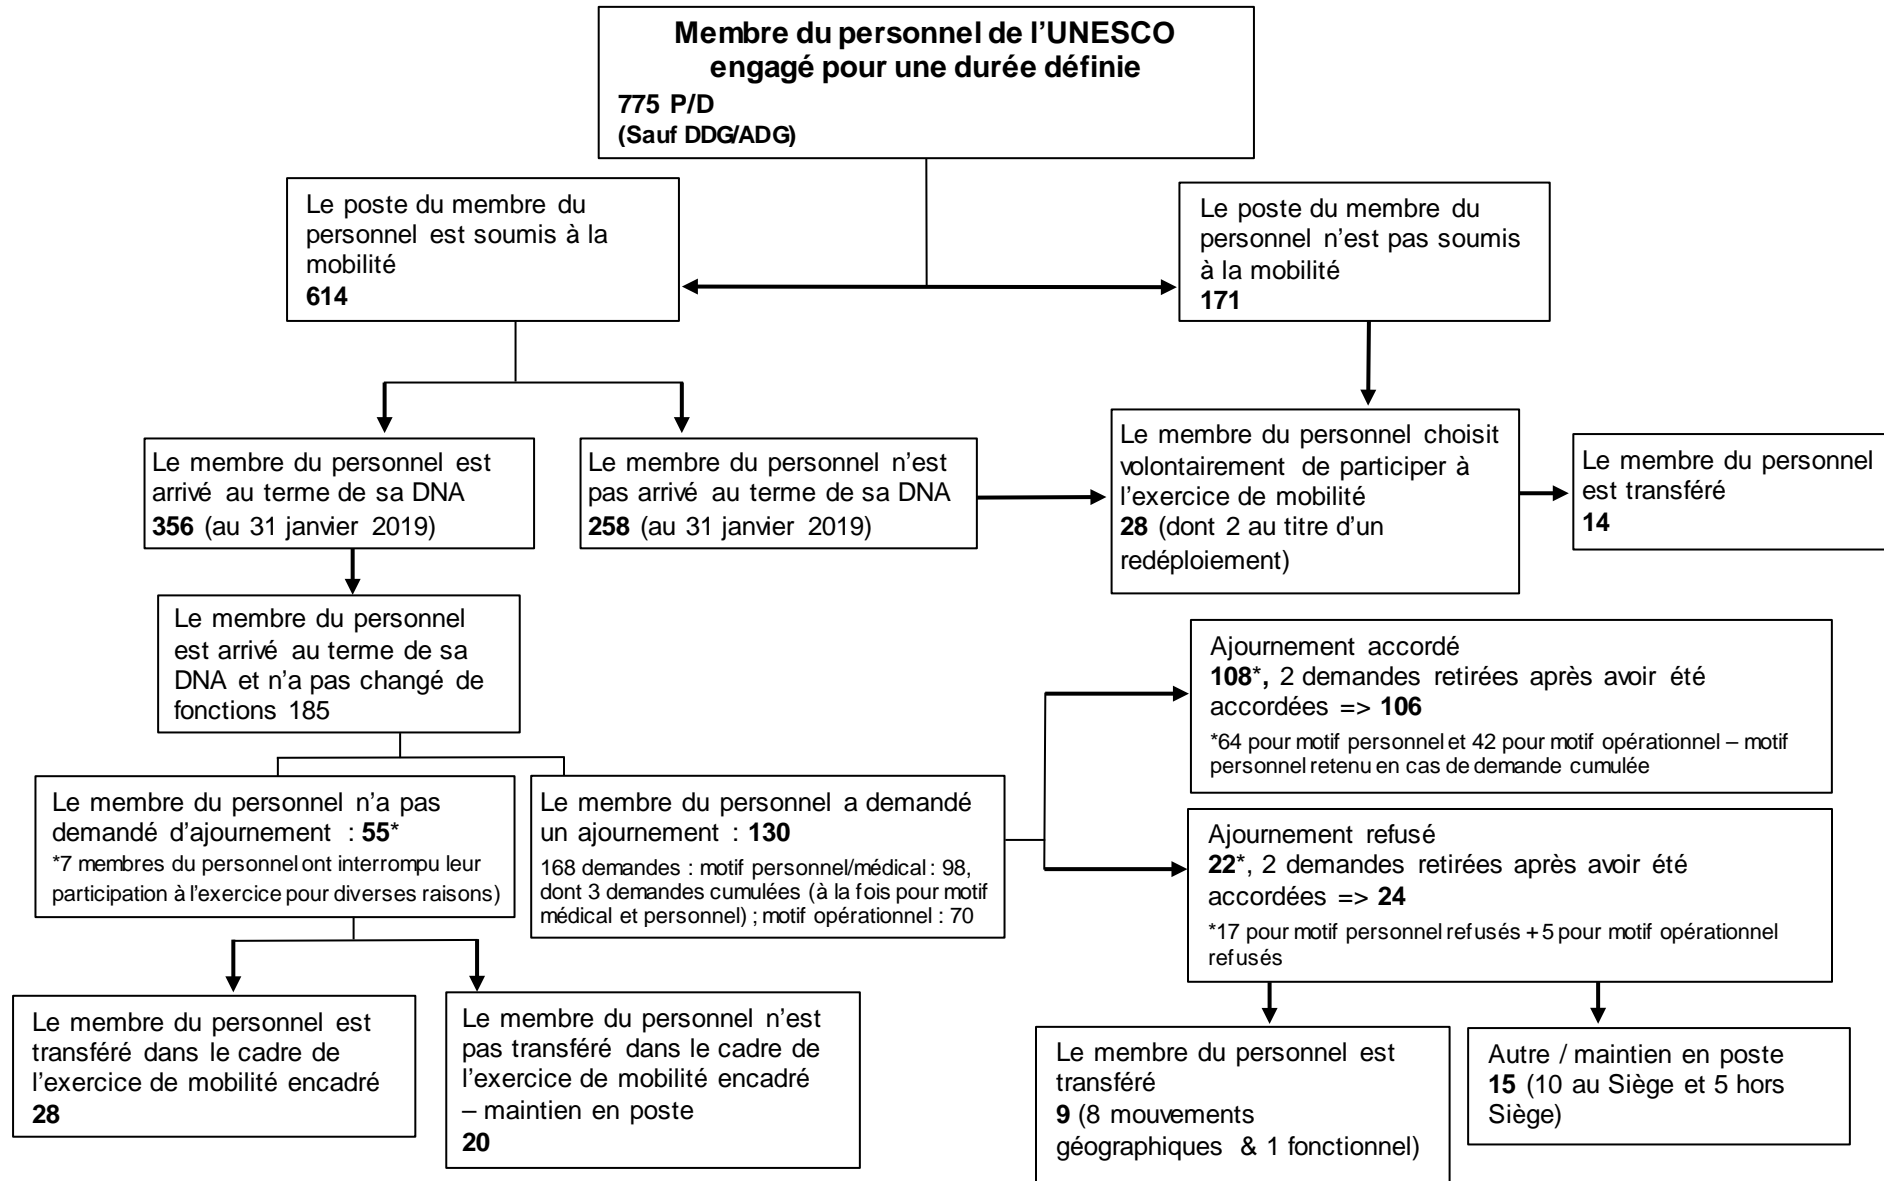 Membre du personnel de l'UNESCO
engagé pour une durée définie
775 P/D
(Sauf DDG/ADG)
Le poste du membre du
personnel est soumis à la
mobilité
614
Le poste du membre du
personnel n'est pas soumis
à la mobilité
171
Le membre du personnel est
arrivé au terme de sa DNA
356 (au 31 janvier 2019)
Le membre du personnel n'est
pas arrivé au terme de sa DNA
258 (au 31 janvier 2019)
Le membre du personnel choisit
volontairement de participer à
l'exercice de mobilité
28 (dont 2 au titre d'un
redéploiement)
Le membre du personnel
est transféré
14
Le membre du personnel
est arrivé au terme de sa
DNA et n'a pas changé de
fonctions 185
Ajournement accordé
108*, 2 demandes retirées après avoir été
accordées => 106
*64 pour motif personnel et 42 pour motif opérationnel – motif
personnel retenu en cas de demande cumulée
Le membre du personnel n'a pas
demandé d'ajournement : 55*
*7 membres du personnel ont interrompu leur
participation à l'exercice pour diverses raisons)
Le membre du personnel a demandé
un ajournement : 130
168 demandes : motif personnel/médical : 98,
dont 3 demandes cumulées (à la fois pour motif
médical et personnel) ; motif opérationnel : 70
Ajournement refusé
22*, 2 demandes retirées après avoir été
accordées => 24
*17 pour motif personnel refusés + 5 pour motif opérationnel
refusés
Le membre du personnel est
transféré dans le cadre de
l'exercice de mobilité encadré
28
Le membre du personnel n'est
pas transféré dans le cadre de
l'exercice de mobilité encadré
– maintien en poste
20
Le membre du personnel est
transféré
9 (8 mouvements
géographiques & 1 fonctionnel)
Autre / maintien en poste
15 (10 au Siège et 5 hors
Siège)